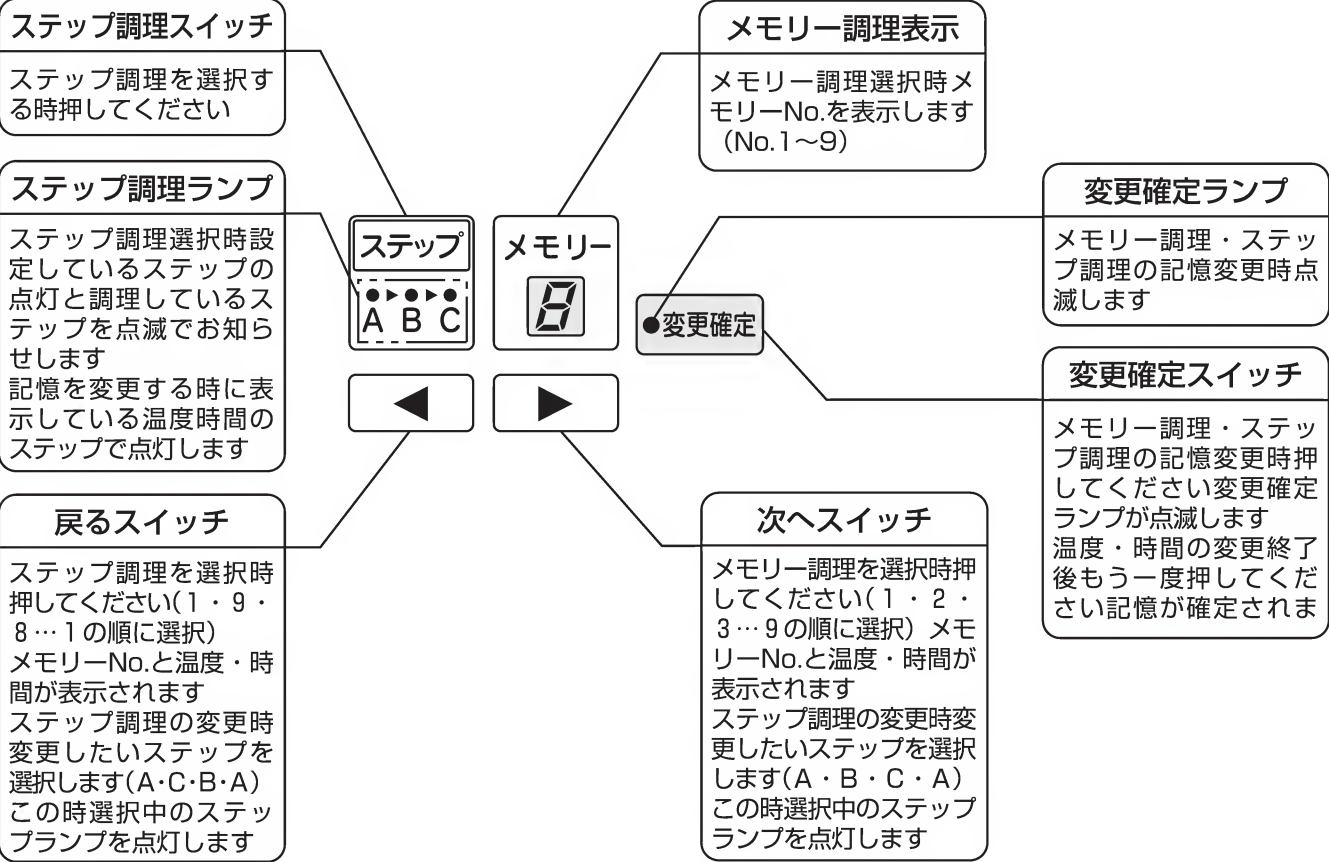 ステップ調理スイッチ
ステップ調理を選択す
る時押してください
ステップ調理ランプ
ステップ調理選択時設
定しているステップの
点灯と調理しているス
テップを点滅でお知ら
せします
記憶を変更する時に表
示している温度時間の
ステップで点灯します
戻るスイッチ
ステップ調理を選択時
押してください(1・9・
8…1の順に選択)
メモリーNo.と温度・時
間が表示されます
ステップ調理の変更時
変更したいステップを
選択します(A・C・B・A)
この時選択中のステッ
プランプを点灯します
ステップ
●▶●▶●
A B C
◀
メモリー調理表示
メモリー調理選択時メ
モリーNo.を表示します
(No.1～9)
メモリー
8
▶
●変更確定
次へスイッチ
メモリー調理を選択時押
してください(1・2・
3…9の順に選択) メモ
リーNo.と温度・時間が
表示されます
ステップ調理の変更時変
更したいステップを選択
します(A・B・C・A)
この時選択中のステップ
ランプを点灯します
変更確定ランプ
メモリー調理・ステッ
プ調理の記憶変更時点
滅します
変更確定スイッチ
メモリー調理・ステッ
プ調理の記憶変更時押
してください変更確定
ランプが点滅します
温度・時間の変更終了
後もう一度押してくだ
さい記憶が確定されま